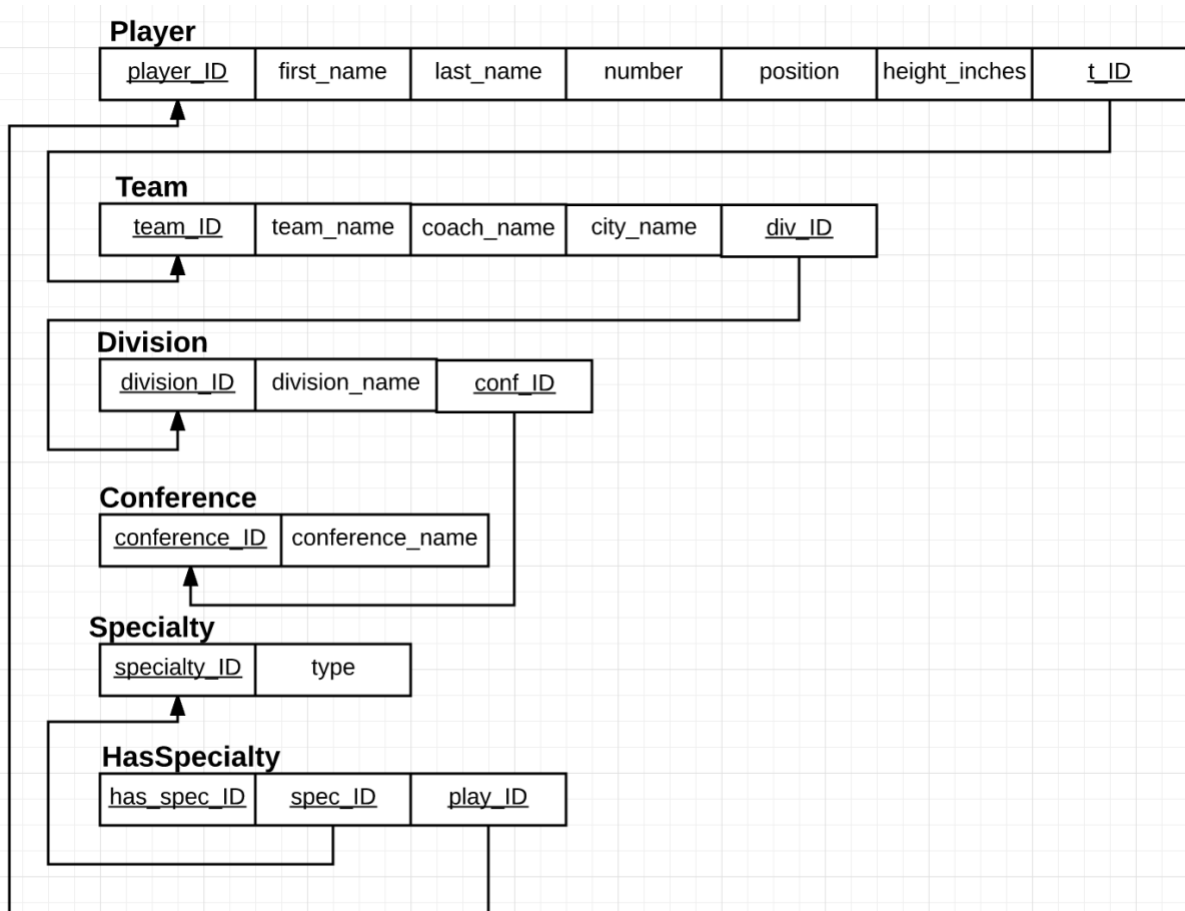 Player
player_ID first_name last_name number position height_inches t_ID
Team
team_ID team_name coach_name city_name div_ID
Division
division_ID division_name conf_ID
Conference
conference_ID conference_name
Specialty
specialty_ID type
HasSpecialty
has_spec_ID spec_ID play_ID